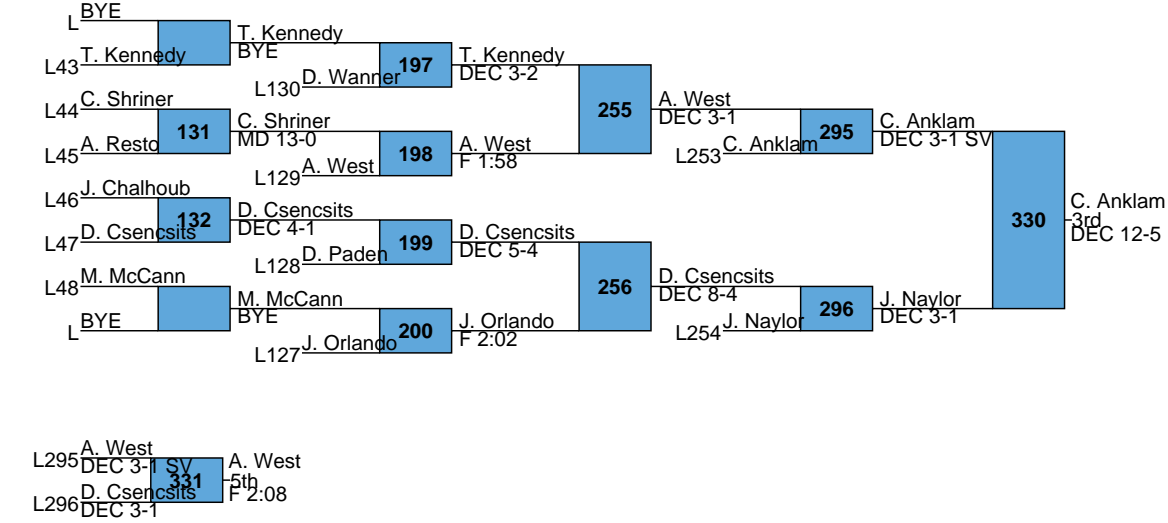 BYE
L
T. Kennedy
BYE
T. Kennedy
L43
197
T. Kennedy
DEC 3-2
D. Wanner
L130
C. Shriner
L44
255
A. West
DEC 3-1
131
C. Shriner
MD 13-0
295
C. Anklam
DEC 3-1 SV
A. Resto
L45
198
A. West
F 1:58
C. Anklam
L253
A. West
L129
J. Chalhoub
L46
132
D. Csencsits
DEC 4-1
330
C. Anklam
3rd
DEC 12-5
D. Csencsits
L47
199
D. Csencsits
DEC 5-4
D. Paden
L128
M. McCann
L48
256
D. Csencsits
DEC 8-4
M. McCann
BYE
296
J. Naylor
DEC 3-1
BYE
L
200
J. Orlando
F 2:02
J. Naylor
L254
J. Orlando
L127
A. West
L295
DEC 3-1 SV
331
A. West
5th
F 2:08
D. Csencsits
L296
DEC 3-1